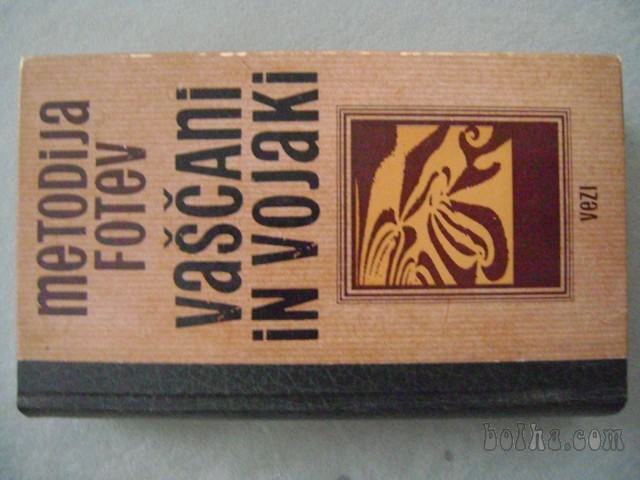 meTODija
FOTEV
VaŠČANi
iN VOJaKi
vezi
bolha.com